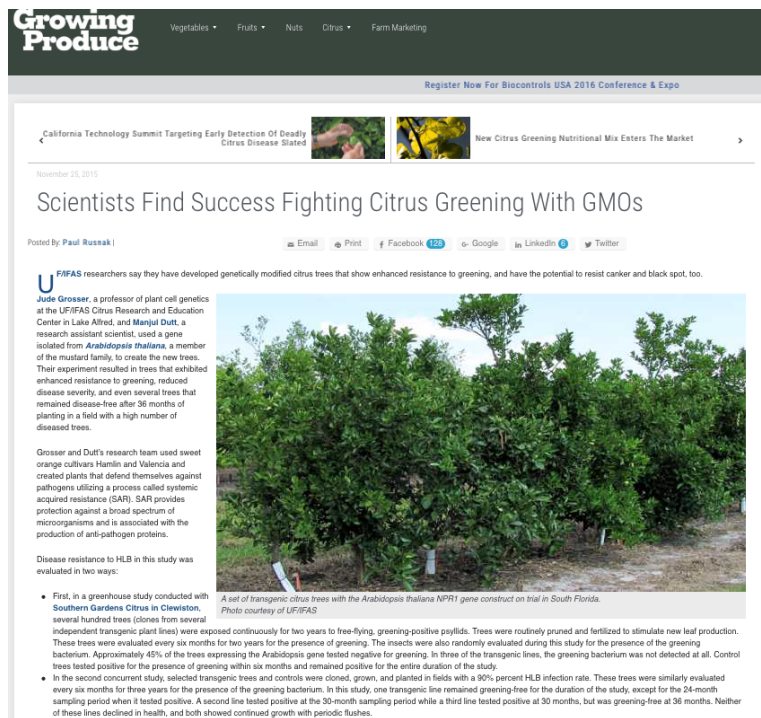 Growing
Produce
Vegetables
Fruits
Nuts
Citrus
Farm Marketing
Register Now For Biocontrols USA 2016 Conference & Expo
California Technology Summit Targeting Early Detection Of Deadly
Citrus Disease Slated
New Citrus Greening Nutritional Mix Enters The Market
November 25, 2015
Scientists Find Success Fighting Citrus Greening With GMOs
Posted By: Paul Rusnak |
Email
Print
Facebook 128
Google
LinkedIn 6
Twitter
UF/IFAS researchers say they have developed genetically modified citrus trees that show enhanced resistance to greening, and have the potential to resist canker and black spot, too.
Jude Grosser, a professor of plant cell genetics
at the UF/IFAS Citrus Research and Education
Center in Lake Alfred, and Manjul Dutt, a
research assistant scientist, used a gene
isolated from Arabidopsis thaliana, a member
of the mustard family, to create the new trees.
Their experiment resulted in trees that exhibited
enhanced resistance to greening, reduced
disease severity, and even several trees that
remained disease-free after 36 months of
planting in a field with a high number of
diseased trees.
Grosser and Dutt's research team used sweet
orange cultivars Hamlin and Valencia and
created plants that defend themselves against
pathogens utilizing a process called systemic
acquired resistance (SAR). SAR provides
protection against a broad spectrum of
microorganisms and is associated with the
production of anti-pathogen proteins.
Disease resistance to HLB in this study was
evaluated in two ways:
A set of transgenic citrus trees with the Arabidopsis thaliana NPR1 gene construct on trial in South Florida.
Photo courtesy of UF/IFAS
• First, in a greenhouse study conducted with
Southern Gardens Citrus in Clewiston,
several hundred trees (clones from several
independent transgenic plant lines) were exposed continuously for two years to free-flying, greening-positive psyllids. Trees were routinely pruned and fertilized to stimulate new leaf production.
These trees were evaluated every six months for two years for the presence of greening. The insects were also randomly evaluated during this study for the presence of the greening
bacterium. Approximately 45% of the trees expressing the Arabidopsis gene tested negative for greening. In three of the transgenic lines, the greening bacterium was not detected at all. Control
trees tested positive for the presence of greening within six months and remained positive for the entire duration of the study.
• In the second concurrent study, selected transgenic trees and controls were cloned, grown, and planted in fields with a 90% percent HLB infection rate. These trees were similarly evaluated
every six months for three years for the presence of the greening bacterium. In this study, one transgenic line remained greening-free for the duration of the study, except for the 24-month
sampling period when it tested positive. A second line tested positive at the 30-month sampling period while a third line tested positive at 30 months, but was greening-free at 36 months. Neither
of these lines declined in health, and both showed continued growth with periodic flushes.